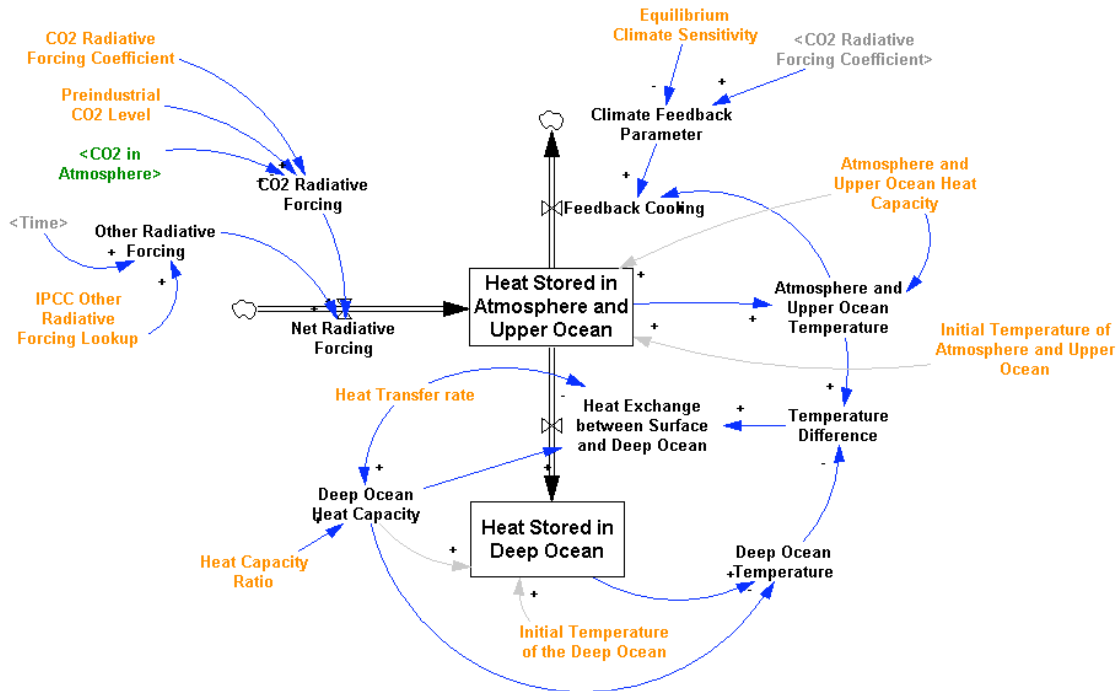 Equilibrium
Climate Sensitivity
CO2 Radiative
Forcing Coefficient
<CO2 Radiative
Forcing Coefficient>
Preindustrial
CO2 Level
Climate Feedback
Parameter
<CO2 in
Atmosphere>
CO2 Radiative
Forcing
Atmosphere and
Upper Ocean Heat
Capacity
Feedback Cooling
<Time>
Other Radiative
Forcing
IPCC Other
Radiative
Forcing Lookup
Net Radiative
Forcing
Heat Stored in
Atmosphere and
Upper Ocean
Atmosphere and
Upper Ocean
Temperature
Initial Temperature of
Atmosphere and Upper
Ocean
Heat Transfer rate
Heat Exchange
between Surface
and Deep Ocean
Temperature
Difference
Deep Ocean
Heat Capacity
Heat Stored in
Deep Ocean
Heat Capacity
Ratio
Deep Ocean
Temperature
Initial Temperature
of the Deep Ocean